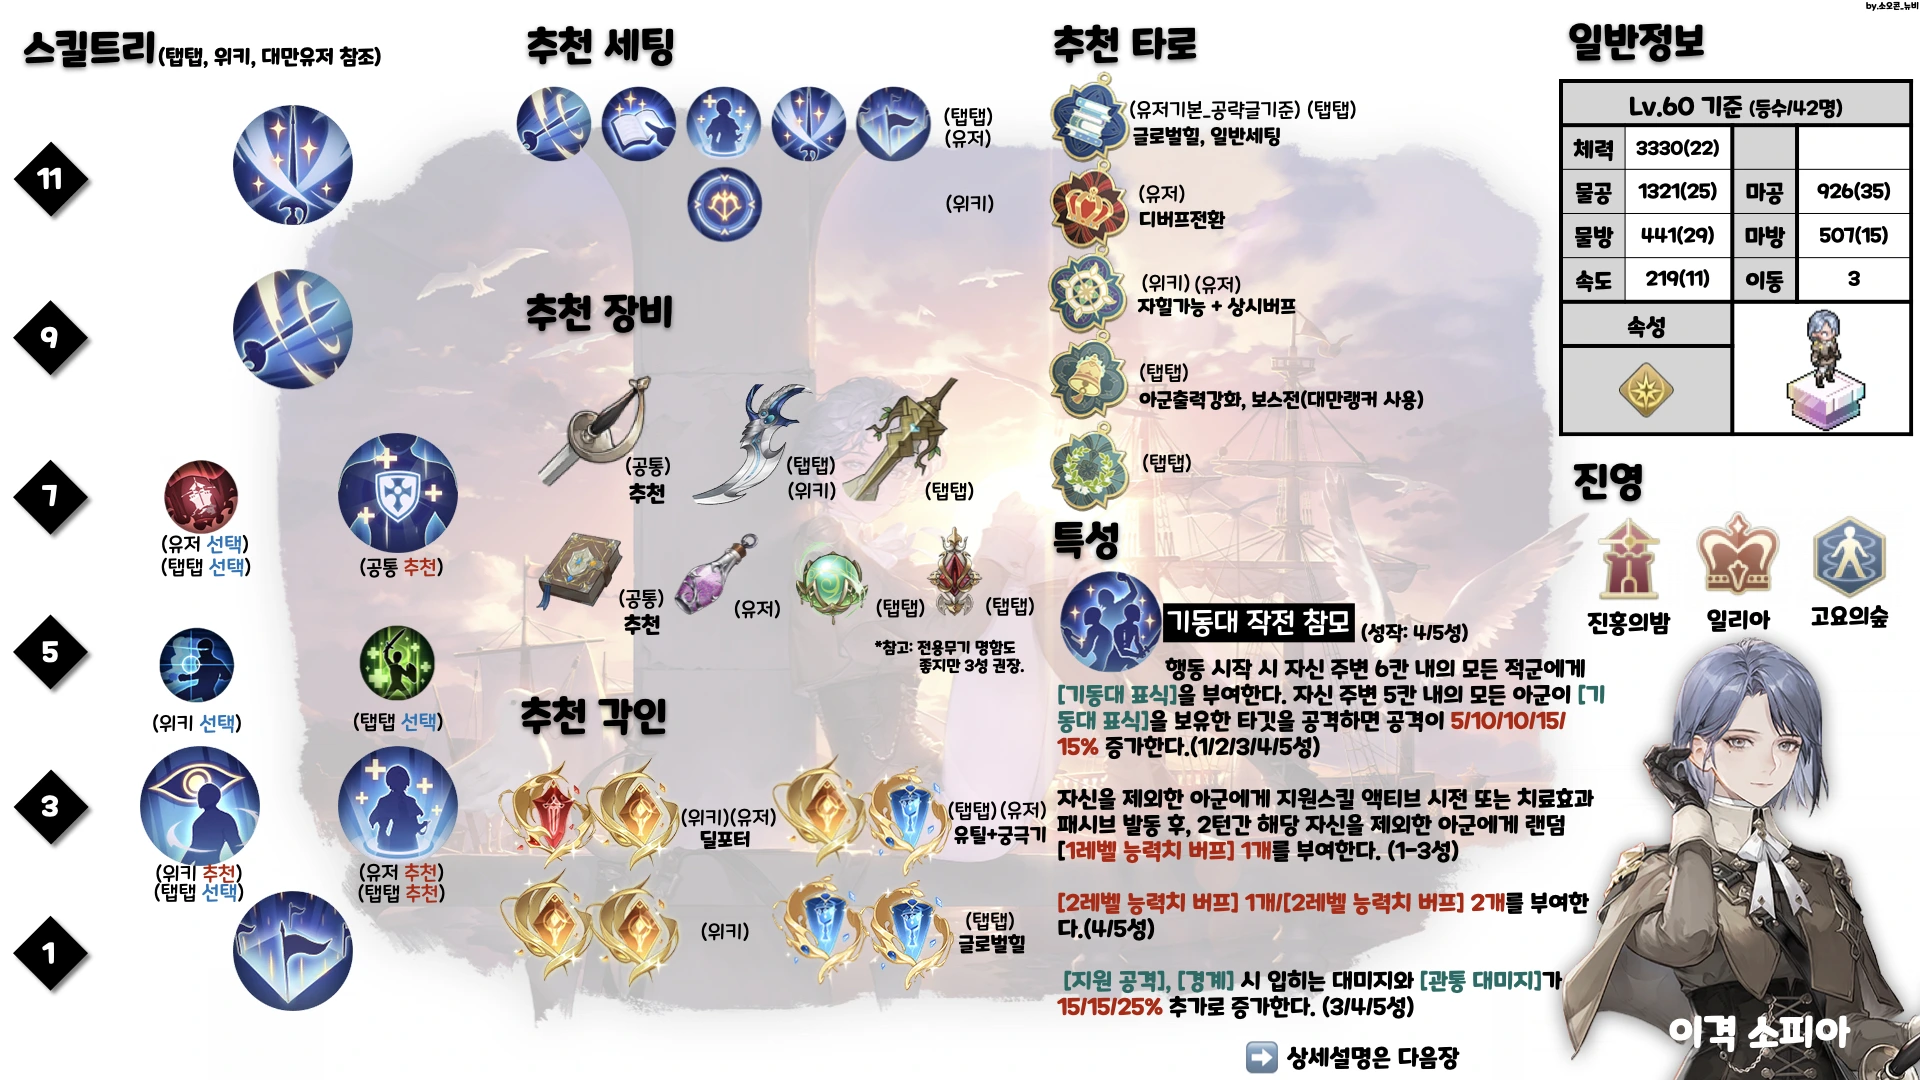 by.소오콘_뉴비
스킬트리(탭탭, 위키, 대만유저 참조)
11
9
7
(유저 선택)
(탭탭 선택)
(공통 추천)
5
(위키 선택)
(탭탭 선택)
3
(위키 추천)
(탭탭 선택)
(유저 추천)
(탭탭 추천)
1
추천 세팅
(탭탭)
(유저)
(위키)
추천 장비
(공통)
추천
(탭탭)
(위키)
(탭탭)
(공통)
추천
(유저)
(탭탭)
(탭탭)
*참고: 전용무기 명함도
좋지만 3성 권장.
추천 각인
(위키)(유저)
딜포터
(탭탭)(유저)
유틸+궁극기
(위키)
(탭탭)
글로벌힐
추천 타로
(유저기본_공략글기준) (탭탭)
글로벌힐, 일반세팅
(유저)
디버프전환
(위키)(유저)
자힐가능 + 상시버프
(탭탭)
아군출력강화, 보스전(대만랭커 사용)
(탭탭)
특성
기동대 작전 참모 (성작: 4/5성)
행동 시작 시 자신 주변 6칸 내의 모든 적군에게
[기동대 표식]을 부여한다. 자신 주변 5칸 내의 모든 아군이 [기
동대 표식]을 보유한 타깃을 공격하면 공격이 5/10/10/15/
15% 증가한다.(1/2/3/4/5성)
자신을 제외한 아군에게 지원스킬 액티브 시전 또는 치료효과
패시브 발동 후, 2턴간 해당 자신을 제외한 아군에게 랜덤
[1레벨 능력치 버프] 1개를 부여한다. (1-3성)
[2레벨 능력치 버프] 1개/[2레벨 능력치 버프] 2개를 부여한
다.(4/5성)
[지원 공격], [경계] 시 입히는 대미지와 [관통 대미지]가
15/15/25% 추가로 증가한다. (3/4/5성)
상세설명은 다음장
일반정보
Lv.60 기준 (등수/42명)
체력 3330(22)
물공 1321(25) 마공 926(35)
물방 441(29) 마방 507(15)
속도 219(11) 이동 3
속성
진영
진홍의밤 일리아 고요의숲
이격 소피아